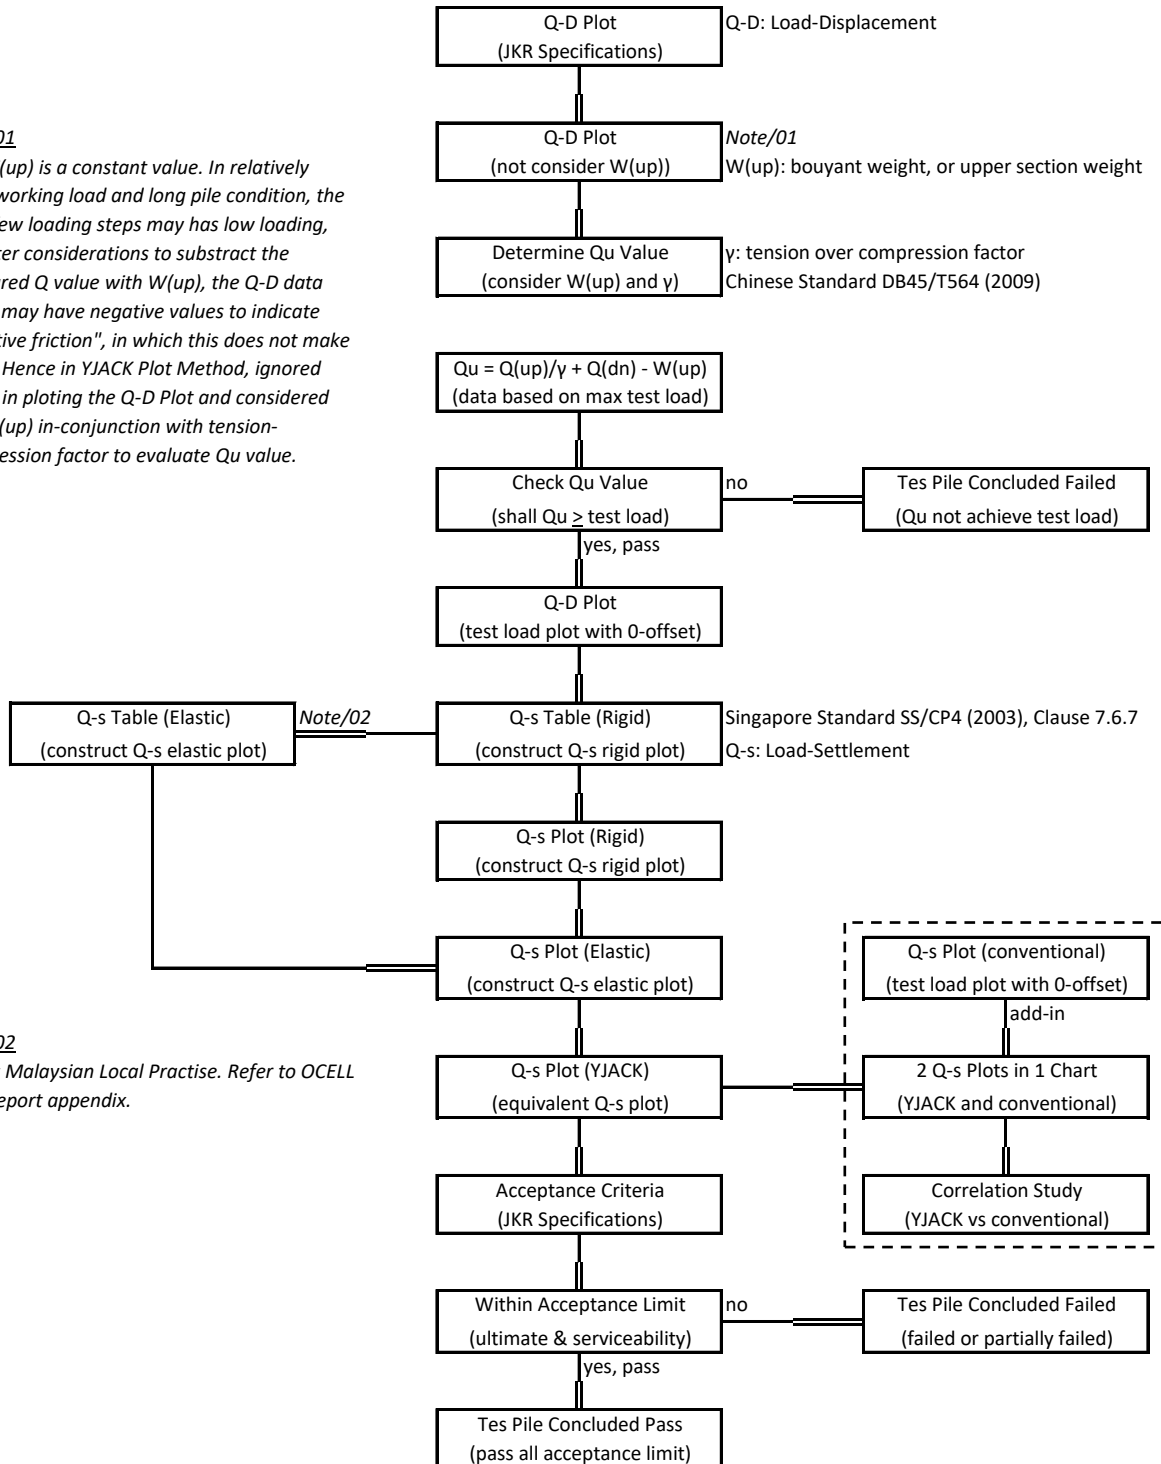 Q-D Plot
(JKR Specifications)
Q-D: Load-Displacement
01
(up) is a constant value. In relatively
working load and long pile condition, the
ew loading steps may has low loading,
er considerations to substract the
red Q value with W(up), the Q-D data
may have negative values to indicate
tive friction", in which this does not make
Hence in YJACK Plot Method, ignored
in ploting the Q-D Plot and considered
(up) in-conjunction with tension-
ession factor to evaluate Qu value.
Q-D Plot
(not consider W(up))
Note/01
W(up): bouyant weight, or upper section weight
Determine Qu Value
(consider W(up) and γ)
γ: tension over compression factor
Chinese Standard DB45/T564 (2009)
Qu = Q(up)/γ + Q(dn) - W(up)
(data based on max test load)
Check Qu Value
(shall Qu ≥ test load)
no
Tes Pile Concluded Failed
(Qu not achieve test load)
yes, pass
Q-D Plot
(test load plot with 0-offset)
Q-s Table (Elastic)
(construct Q-s elastic plot)
Note/02
Q-s Table (Rigid)
(construct Q-s rigid plot)
Singapore Standard SS/CP4 (2003), Clause 7.6.7
Q-s: Load-Settlement
Q-s Plot (Rigid)
(construct Q-s rigid plot)
Q-s Plot (Elastic)
(construct Q-s elastic plot)
Q-s Plot (conventional)
(test load plot with 0-offset)
add-in
02
Malaysian Local Practise. Refer to OCELL
eport appendix.
Q-s Plot (YJACK)
(equivalent Q-s plot)
2 Q-s Plots in 1 Chart
(YJACK and conventional)
Acceptance Criteria
(JKR Specifications)
Correlation Study
(YJACK vs conventional)
Within Acceptance Limit
(ultimate & serviceability)
no
Tes Pile Concluded Failed
(failed or partially failed)
yes, pass
Tes Pile Concluded Pass
(pass all acceptance limit)